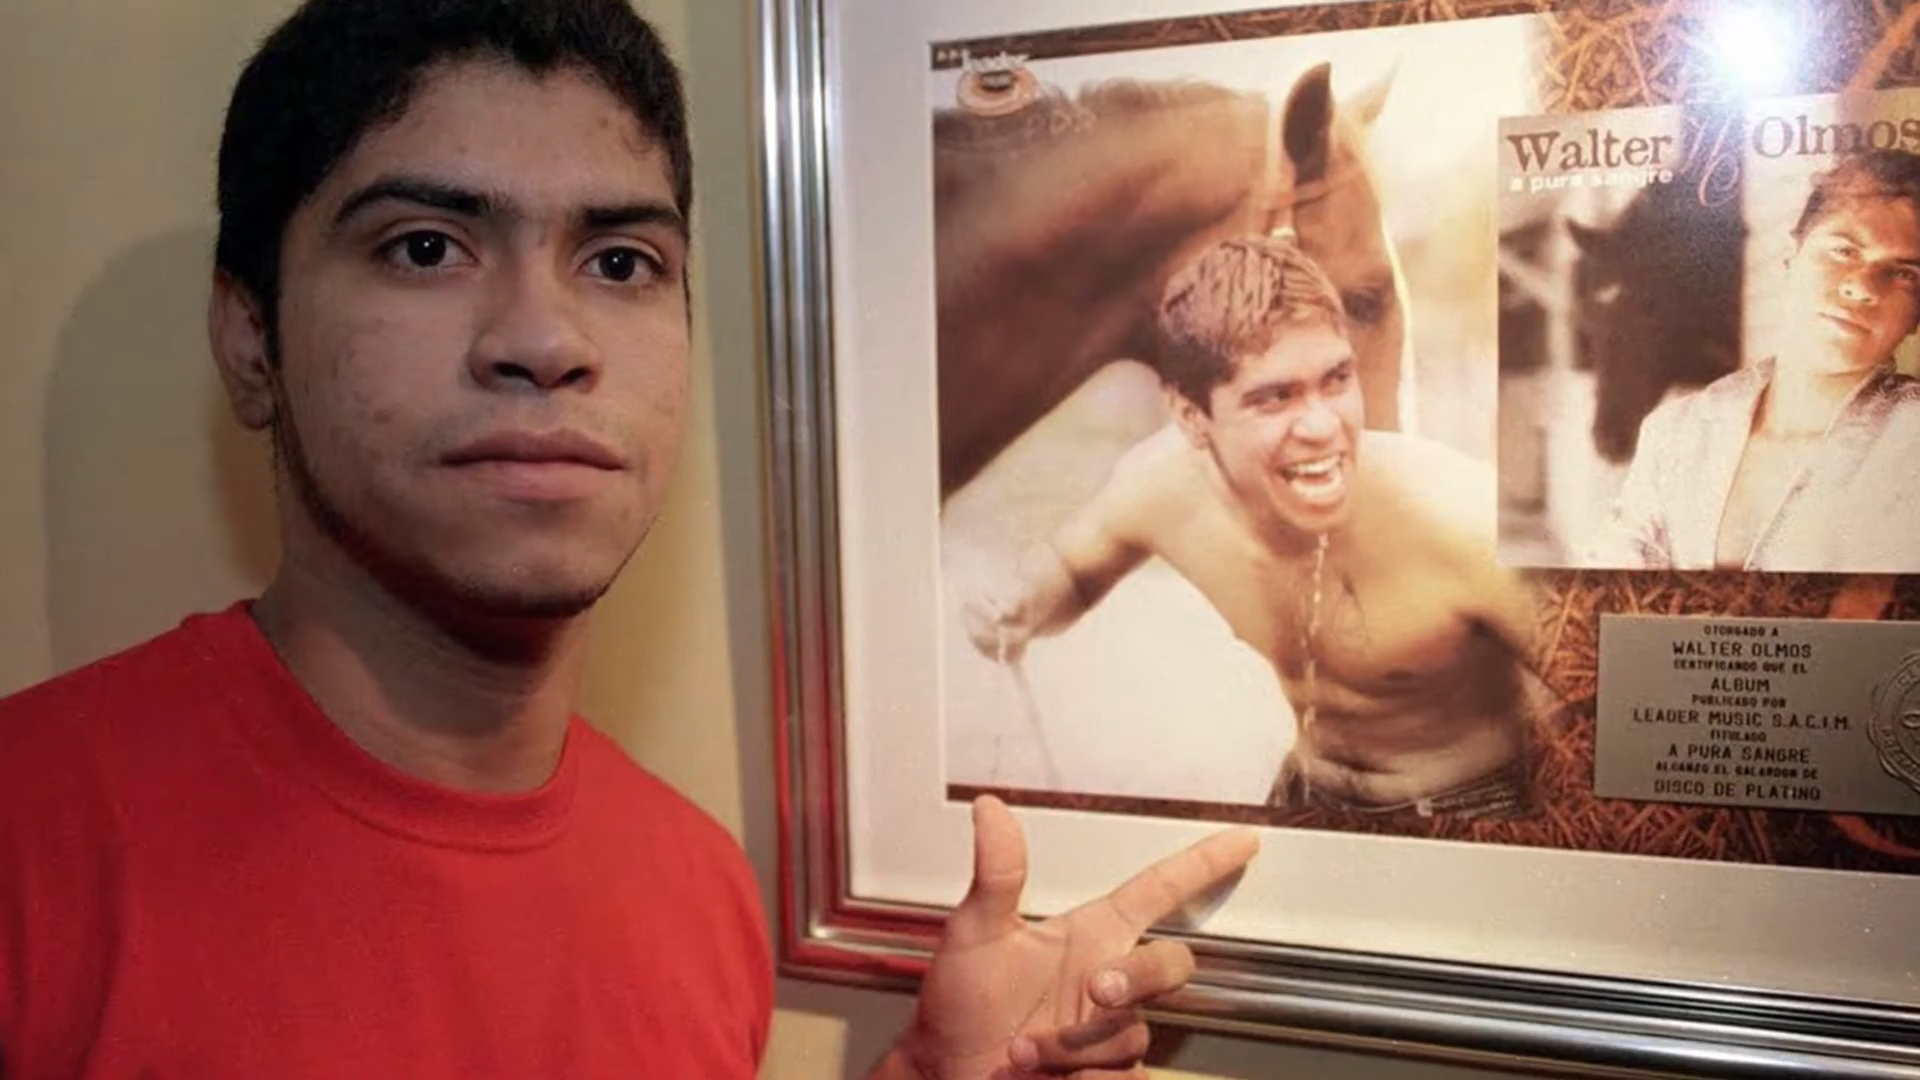 leader
Walter Olmos
a pura sangre
OTORGADO A
WALTER OLMOS
CERTIFICANDO QUE EL
ALBUM
PUBLICADO POR
LEADER MUSIC S.A.C.I.M.
TITULADO
A PURA SANGRE
ALCANZO EL GALARDON DE
DISCO DE PLATINO